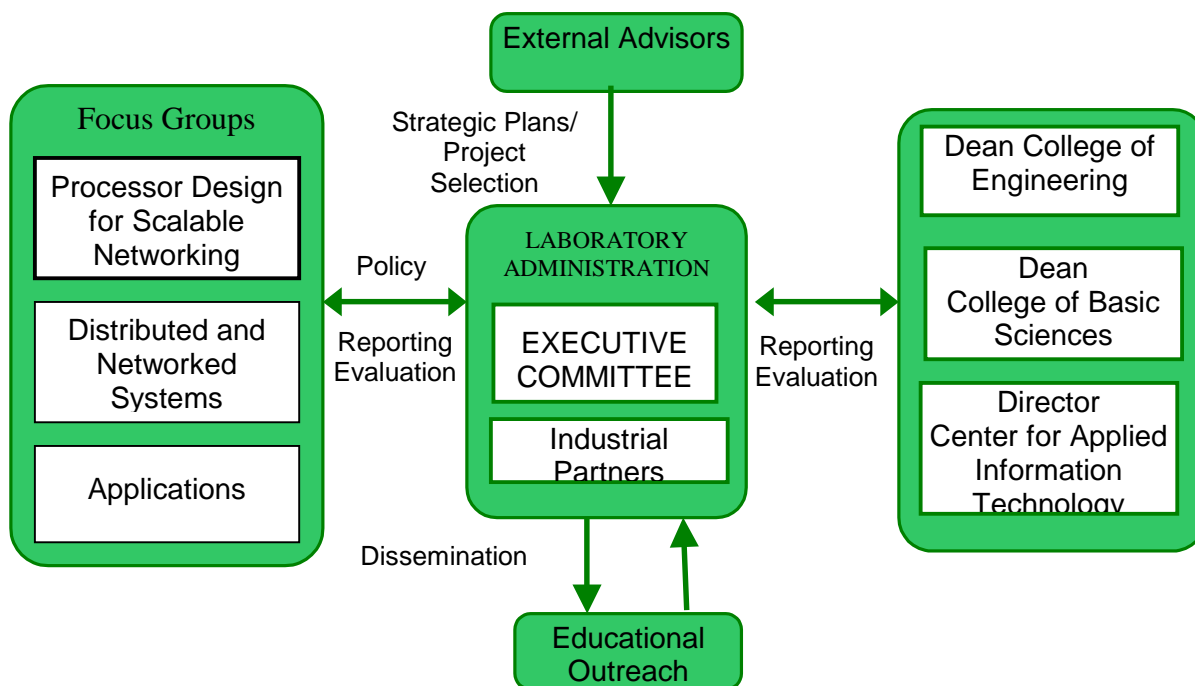 External Advisors
Strategic Plans/
Project
Selection
Focus Groups
Processor Design
for Scalable
Networking
Distributed and
Networked
Systems
Applications
Policy
Reporting
Evaluation
LABORATORY
ADMINISTRATION
EXECUTIVE
COMMITTEE
Industrial
Partners
Reporting
Evaluation
Dean College of
Engineering
Dean
College of Basic
Sciences
Director
Center for Applied
Information
Technology
Dissemination
Educational
Outreach